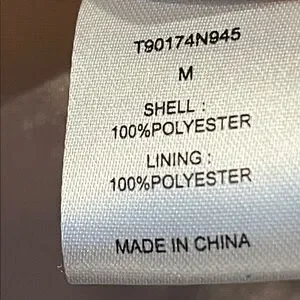 T90174N945
M
SHELL :
100%POLYESTER
LINING :
100%POLYESTER
MADE IN CHINA